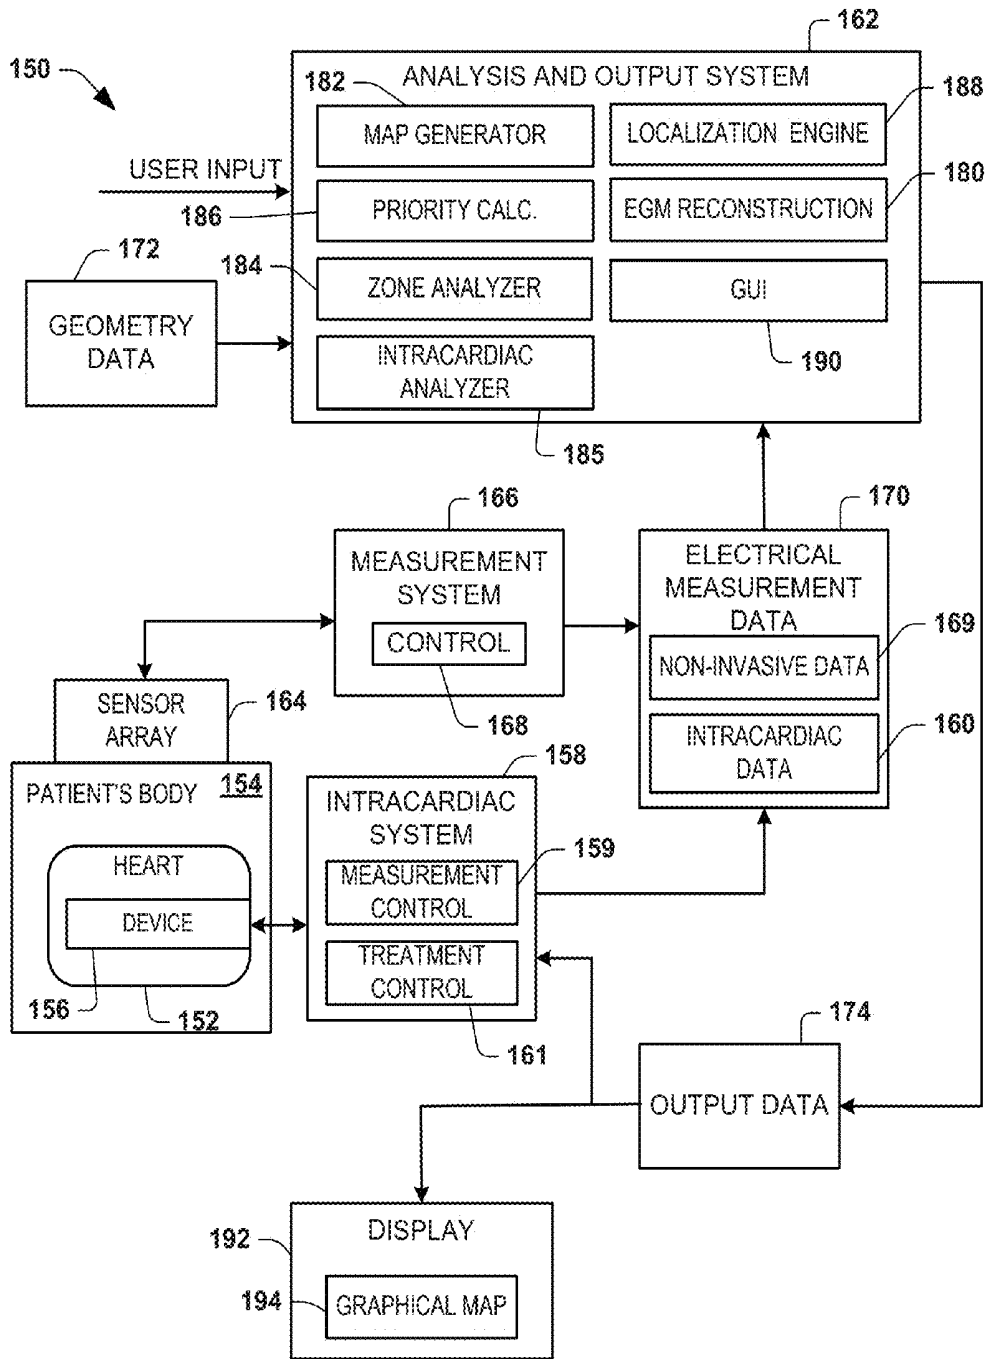 162
150
ANALYSIS AND OUTPUT SYSTEM
182
188
MAP GENERATOR
LOCALIZATION ENGINE
USER INPUT
180
186
PRIORITY CALC.
EGM RECONSTRUCTION
172
184
ZONE ANALYZER
GUI
GEOMETRY
DATA
190
INTRACARDIAC
ANALYZER
185
166
170
MEASUREMENT
SYSTEM
CONTROL
168
ELECTRICAL
MEASUREMENT
DATA
169
NON-INVASIVE DATA
160
INTRACARDIAC DATA
SENSOR
ARRAY
164
158
PATIENT'S BODY
154
INTRACARDIAC
SYSTEM
159
HEART
MEASUREMENT
CONTROL
DEVICE
TREATMENT
CONTROL
156
152
161
174
OUTPUT DATA
192
DISPLAY
194
GRAPHICAL MAP